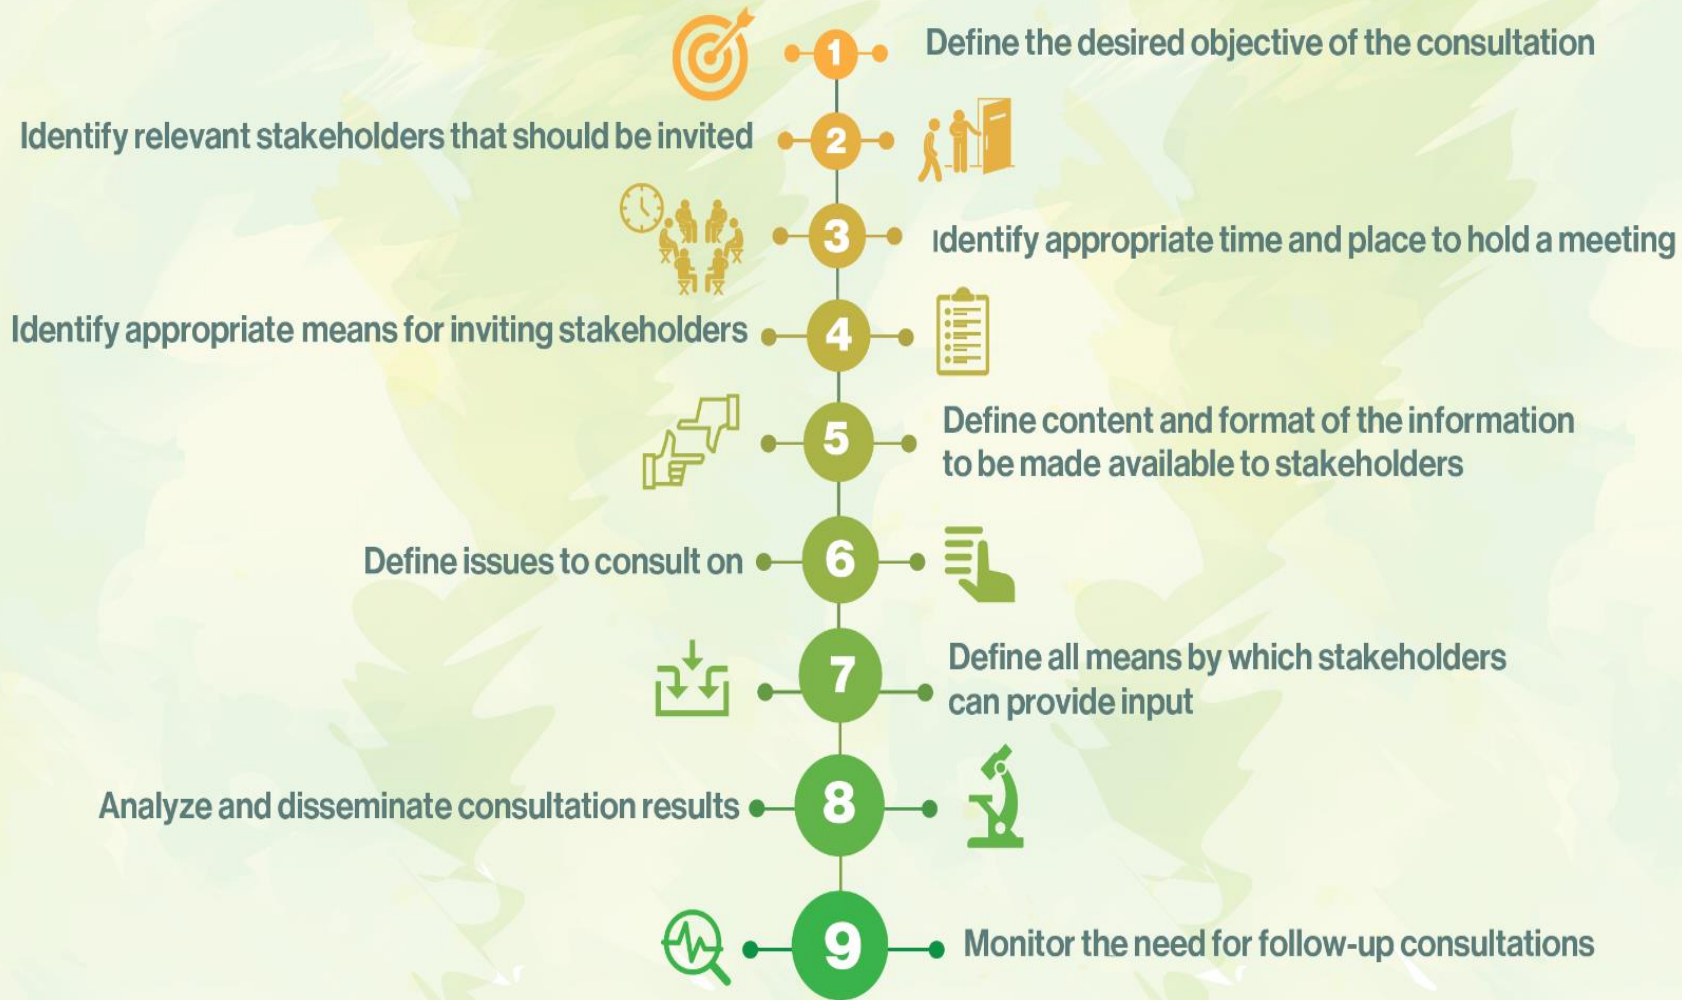 1
Define the desired objective of the consultation
Identify relevant stakeholders that should be invited
2
3
Identify appropriate time and place to hold a meeting
Identify appropriate means for inviting stakeholders
4
5
Define content and format of the information
to be made available to stakeholders
Define issues to consult on
6
7
Define all means by which stakeholders
can provide input
Analyze and disseminate consultation results
8
9
Monitor the need for follow-up consultations